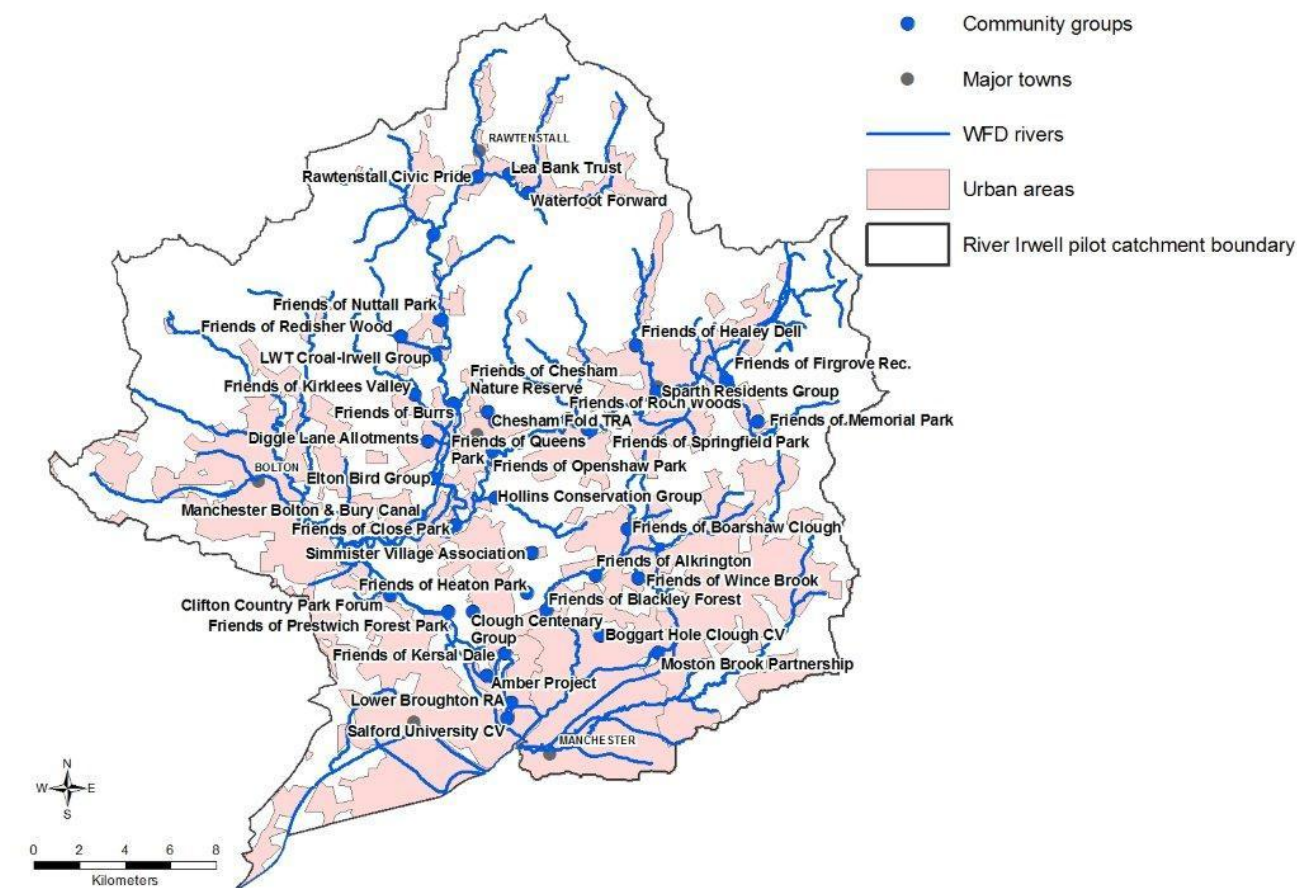 Community groups
Major towns
WFD rivers
Urban areas
River Irwell pilot catchment boundary
RAWTENSTALL
Lea Bank Trust
Rawtenstall Civic Pride
Waterfoot Forward
Friends of Nuttall Park
Friends of Redisher Wood
Friends of Healey Dell
LWT Croal-Irwell Group
Friends of Firgrove Rec.
Friends of Chesham
Nature Reserve
Friends of Kirklees Valley
Sparth Residents Group
Friends of Roch Woods
Friends of Burrs
Chesham Fold TRA
Friends of Memorial Park
Diggle Lane Allotments
Friends of Queens
Park
Friends of Springfield Park
BOLTON
Friends of Openshaw Park
Elton Bird Group
Hollins Conservation Group
Manchester Bolton & Bury Canal
Friends of Close Park
Friends of Boarshaw Clough
Simmister Village Association
Friends of Alkrington
Friends of Heaton Park
Friends of Wince Brook
Clifton Country Park Forum
Friends of Blackley Forest
Friends of Prestwich Forest Park
Clough Centenary
Group
Boggart Hole Clough CV
Friends of Kersal Dale
Moston Brook Partnership
Amber Project
Lower Broughton RA
Salford University CV
MANCHESTER
N
W
E
S
0 2 4 6 8
Kilometers